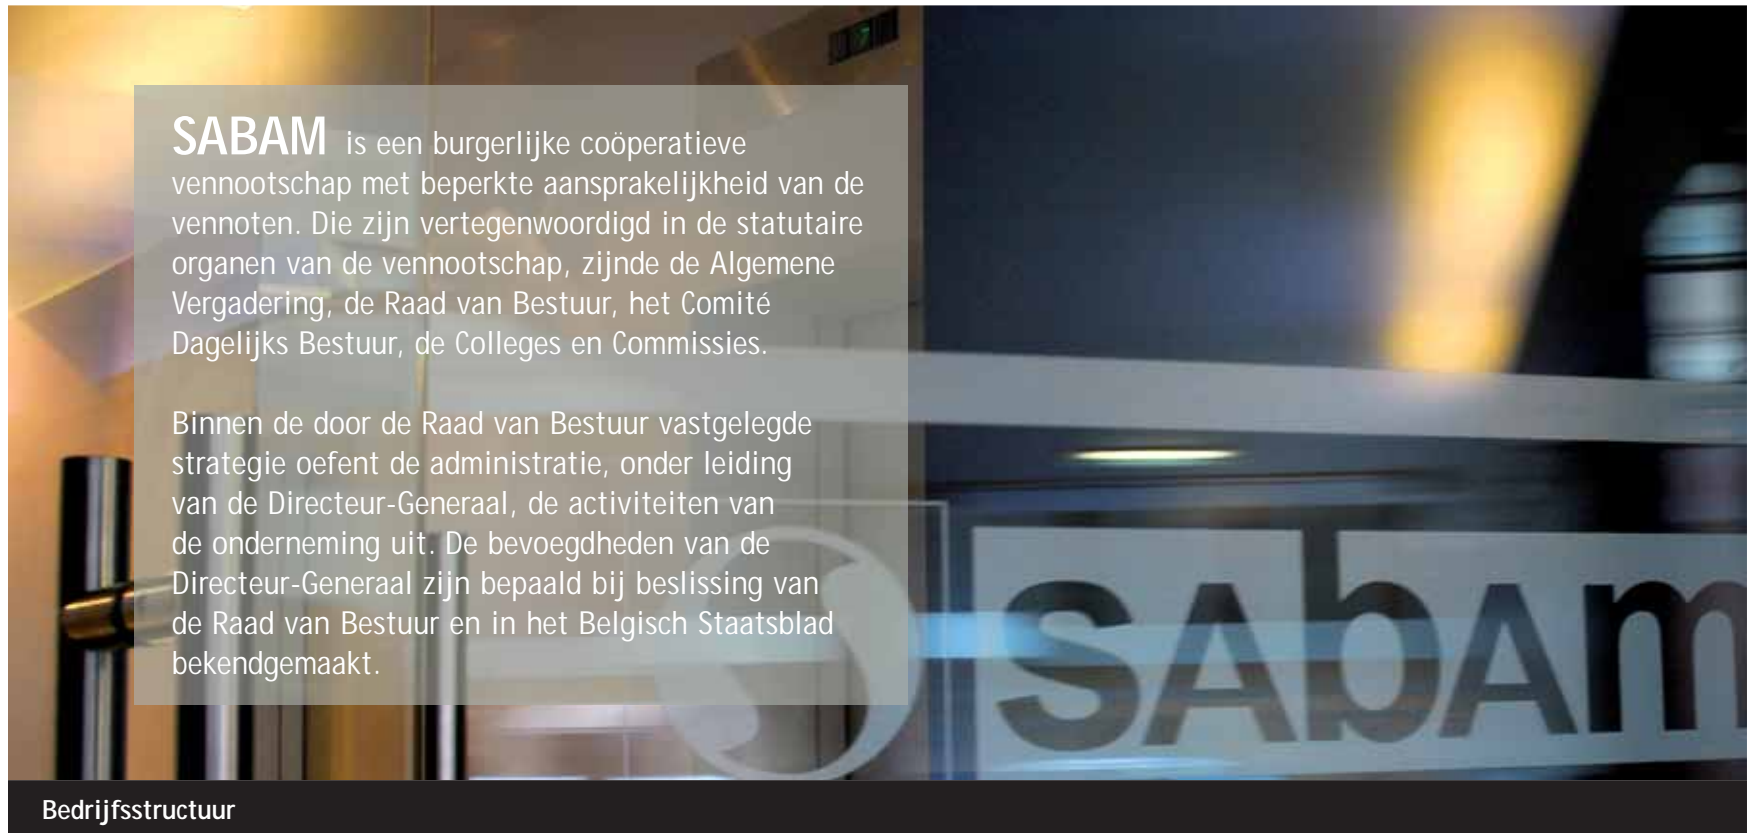 SABAM is een burgerlijke coöperatieve
vennootschap met beperkte aansprakelijkheid van de
vennoten. Die zijn vertegenwoordigd in de statutaire
organen van de vennootschap, zijnde de Algemene
Vergadering, de Raad van Bestuur, het Comité
Dagelijks Bestuur, de Colleges en Commissies.
Binnen de door de Raad van Bestuur vastgelegde
strategie oefent de administratie, onder leiding
van de Directeur-Generaal, de activiteiten van
de onderneming uit. De bevoegdheden van de
Directeur-Generaal zijn bepaald bij beslissing van
de Raad van Bestuur en in het Belgisch Staatsblad
bekendgemaakt.
sAbAm
Bedrijfsstructuur